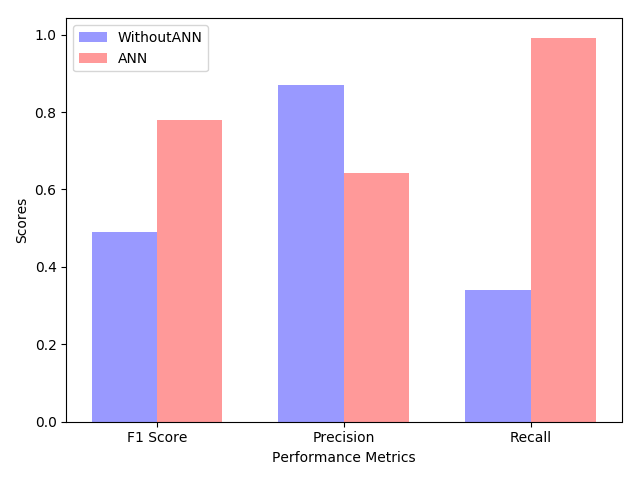 WithoutANN
ANN
1.0
0.8
0.6
0.4
0.2
0.0
Scores
F1 Score
Precision
Recall
Performance Metrics